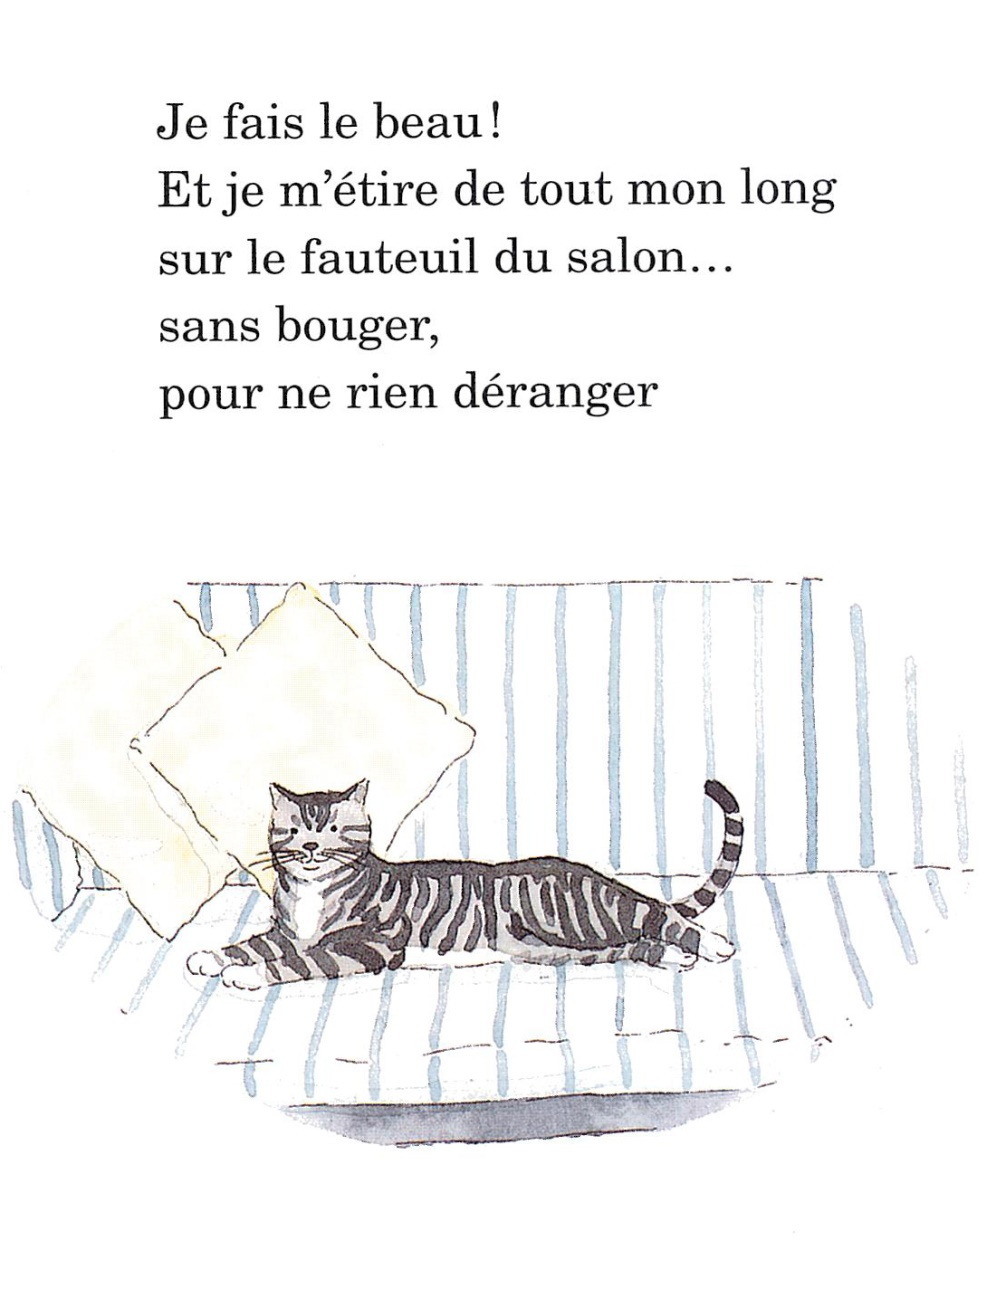 Je fais le beau !
Et je m’étire de tout mon long
sur le fauteuil du salon...
sans bouger,
pour ne rien déranger